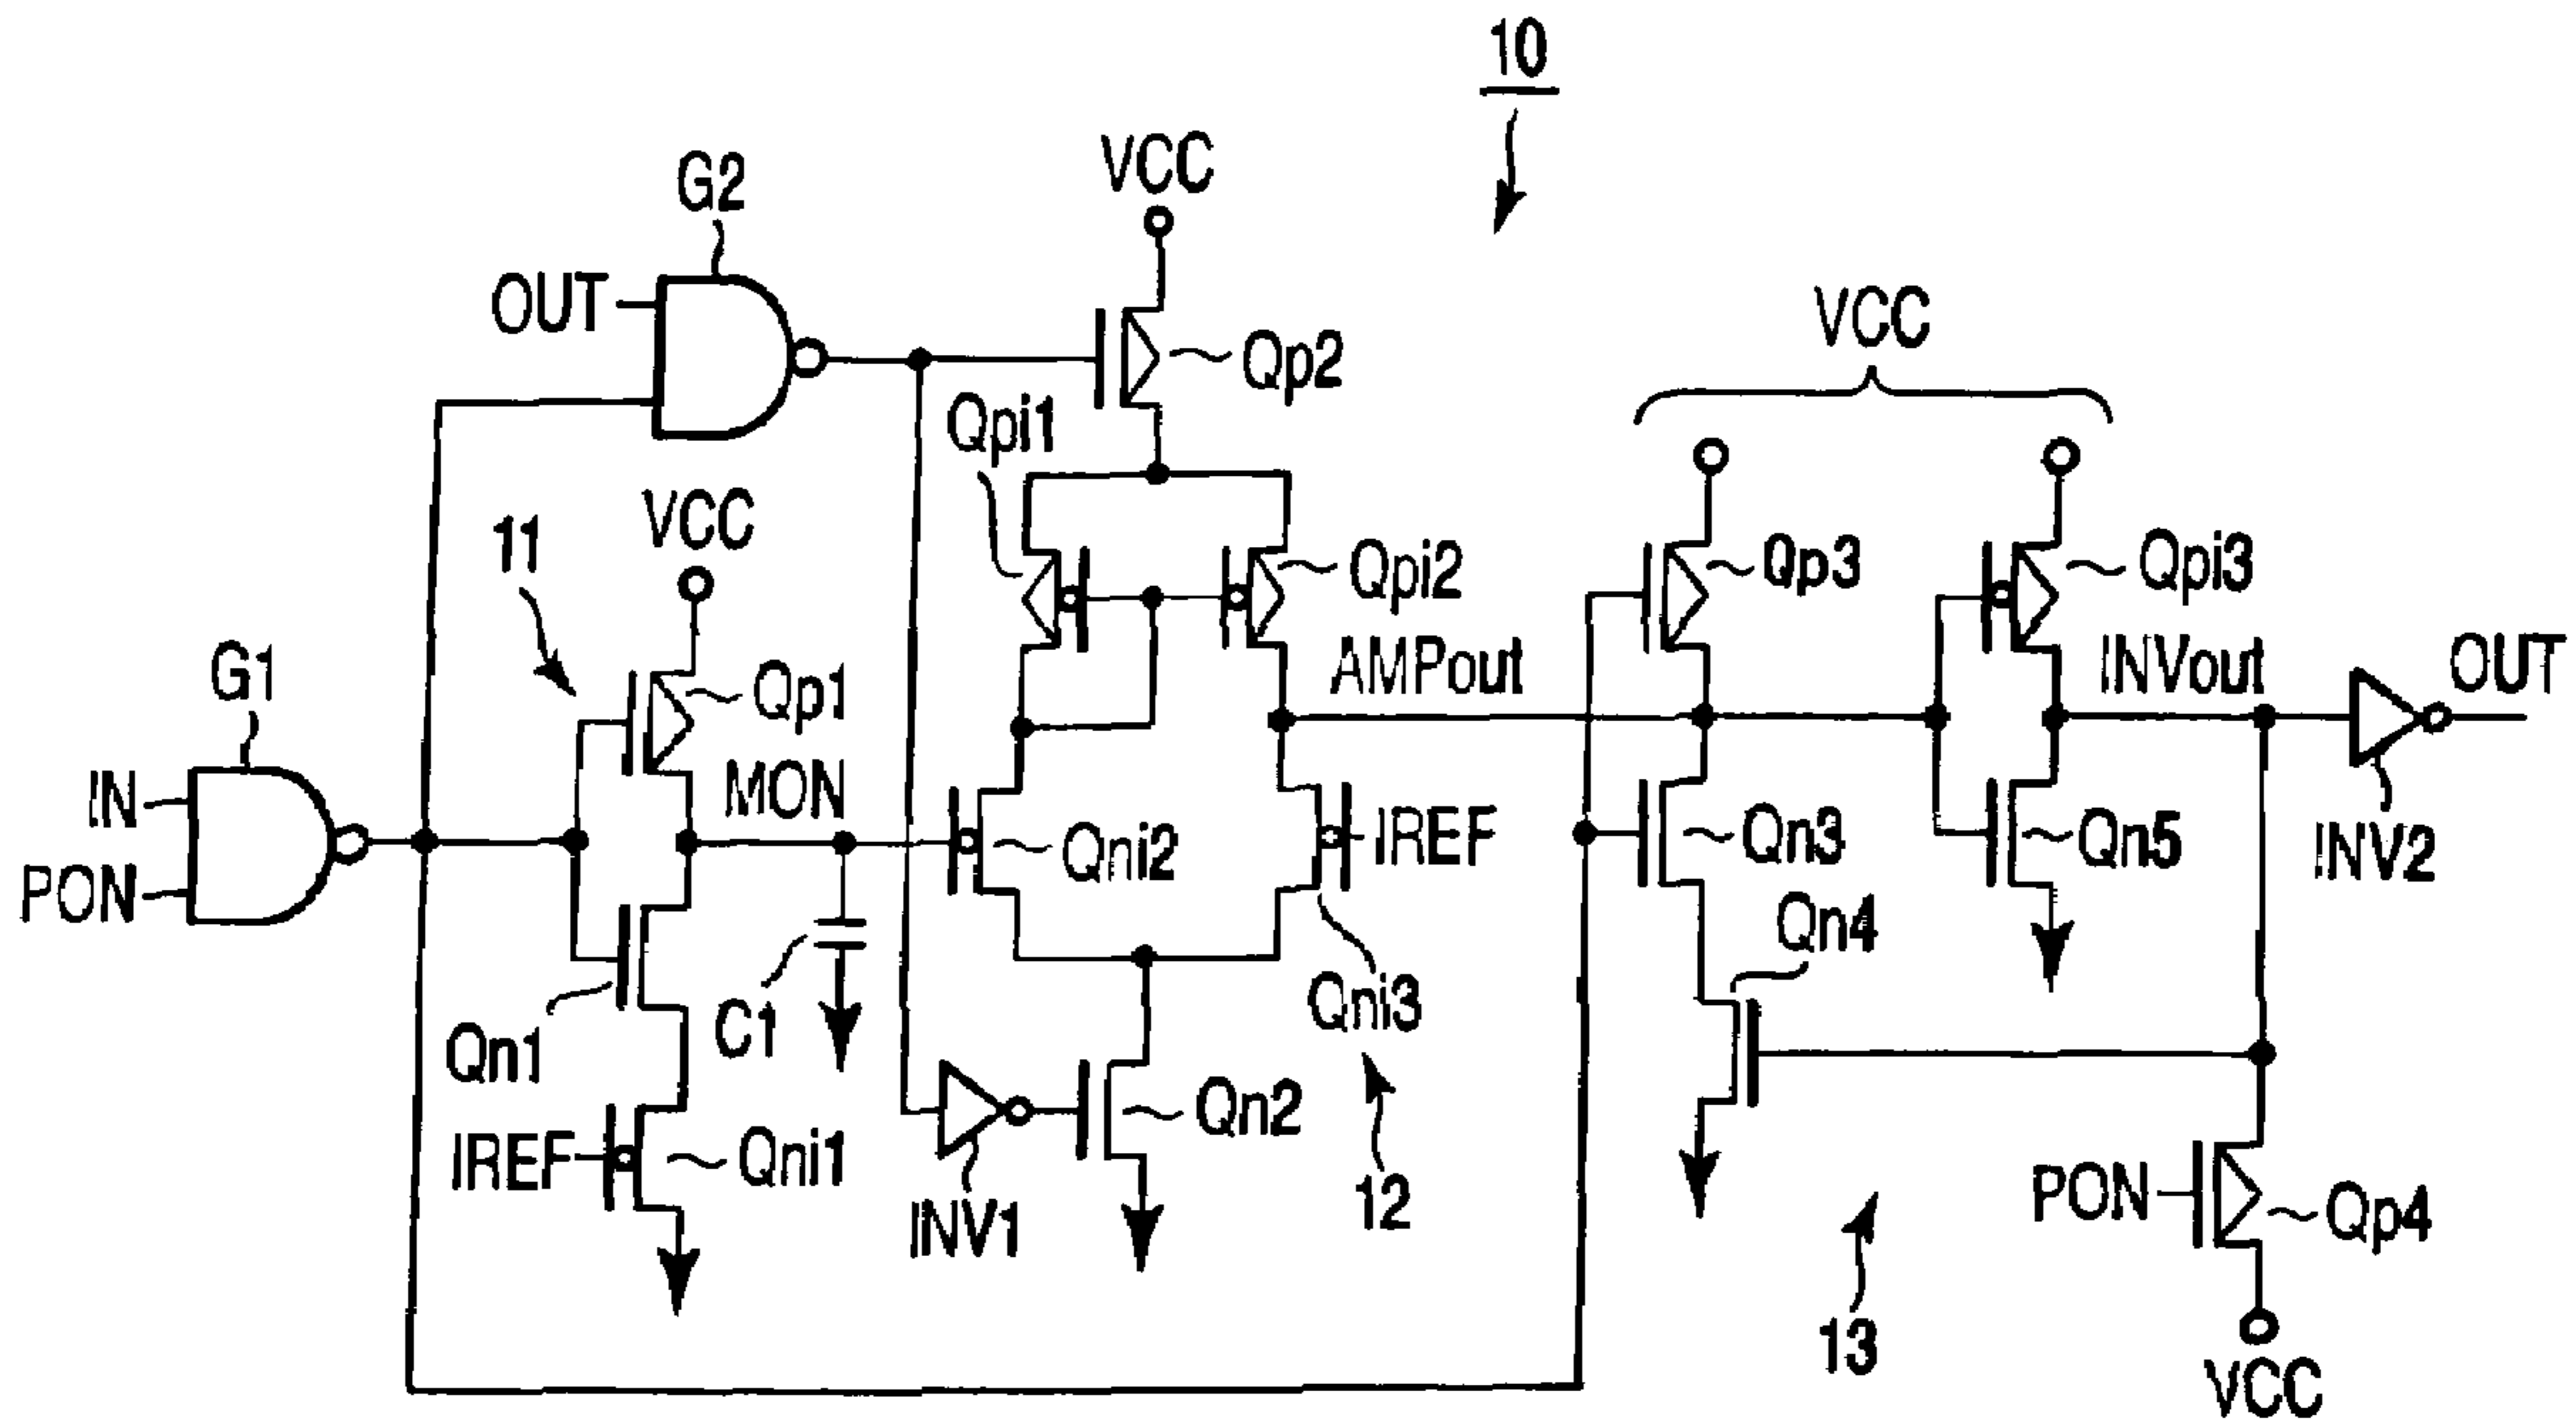 10
VCC
G2
OUT
Qp2
VCC
Qpi1
VCC
11
Qpi2
Qp3
Qpi3
G1
Qp1
AMPout
INVout
OUT
IN
MON
Qni2
IREF
Qn3
Qn5
INV2
PON
Qn4
Qn1
C1
Qni3
IREF
Qni1
INV1
Qn2
12
PON
Qp4
13
VCC